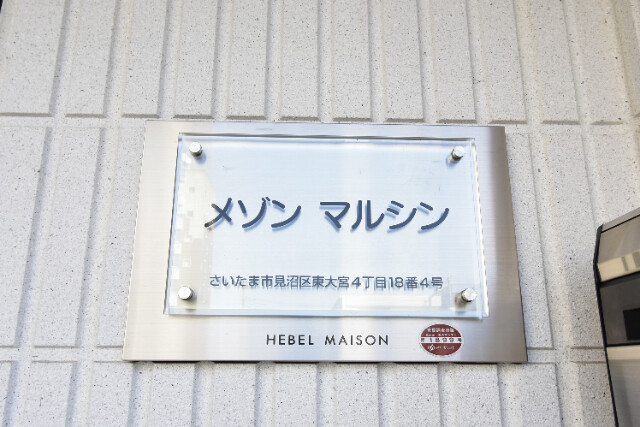 メゾン マルシン
さいたま市見沼区東大宮4丁目18番4号
HEBEL MAISON